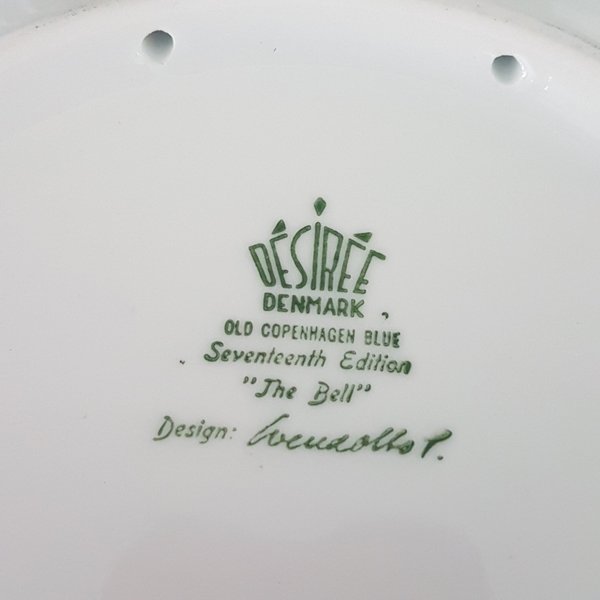 DÉSIRÉE
DENMARK
OLD COPENHAGEN BLUE
Seventeenth Edition
"The Bell"
Design: